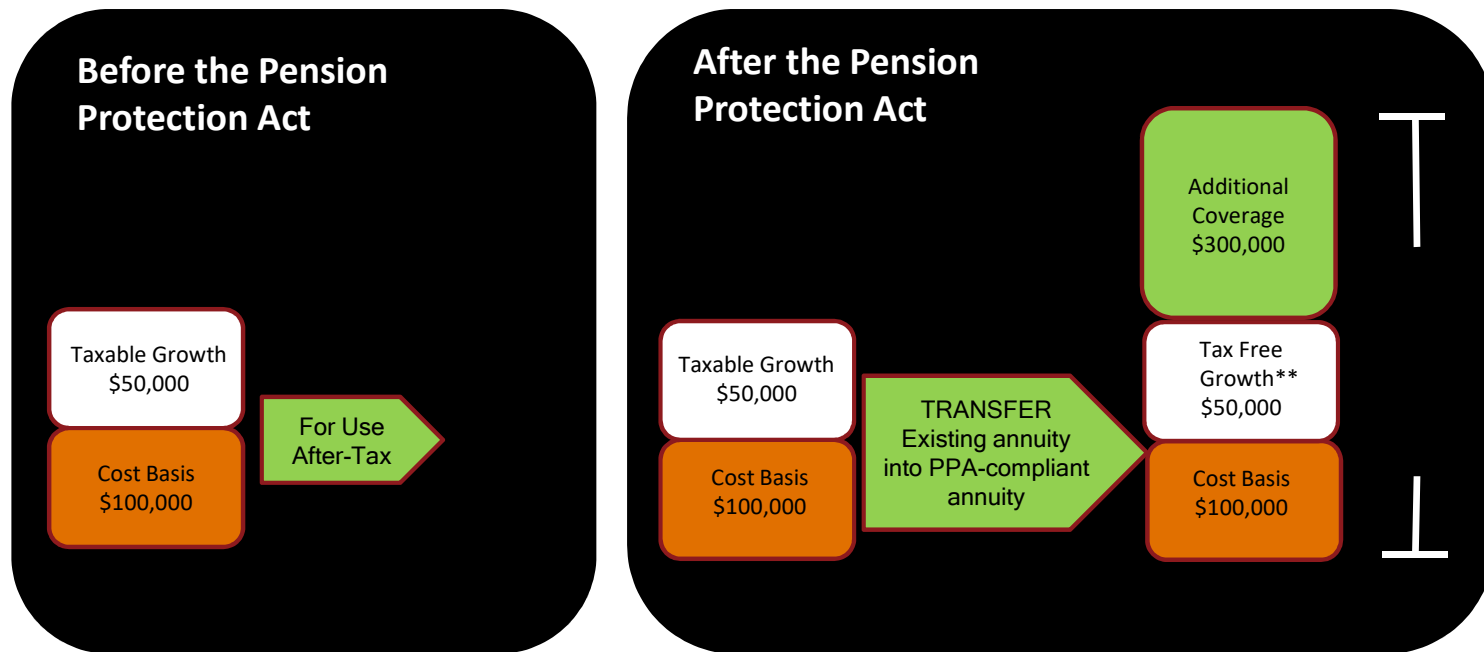 Before the Pension
Protection Act
Taxable Growth
$50,000
Cost Basis
$100,000
For Use
After-Tax
After the Pension
Protection Act
Taxable Growth
$50,000
Cost Basis
$100,000
TRANSFER
Existing annuity
into PPA-compliant
annuity
Additional
Coverage
$300,000
Tax Free
Growth**
$50,000
Cost Basis
$100,000